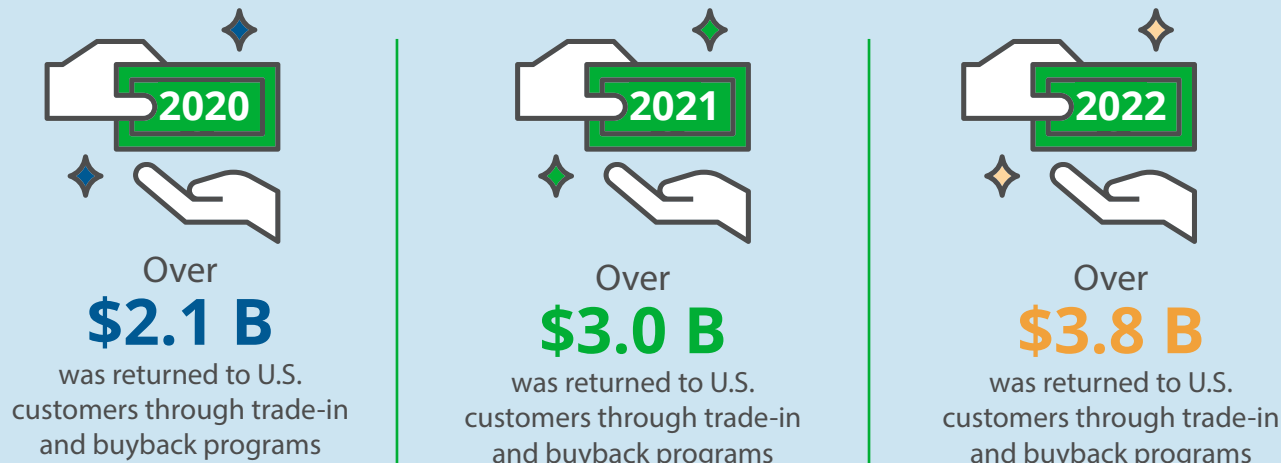 2020
Over
$2.1 B
was returned to U.S.
customers through trade-in
and buyback programs
2021
Over
$3.0 B
was returned to U.S.
customers through trade-in
and buyback programs
2022
Over
$3.8 B
was returned to U.S.
customers through trade-in
and buyback programs